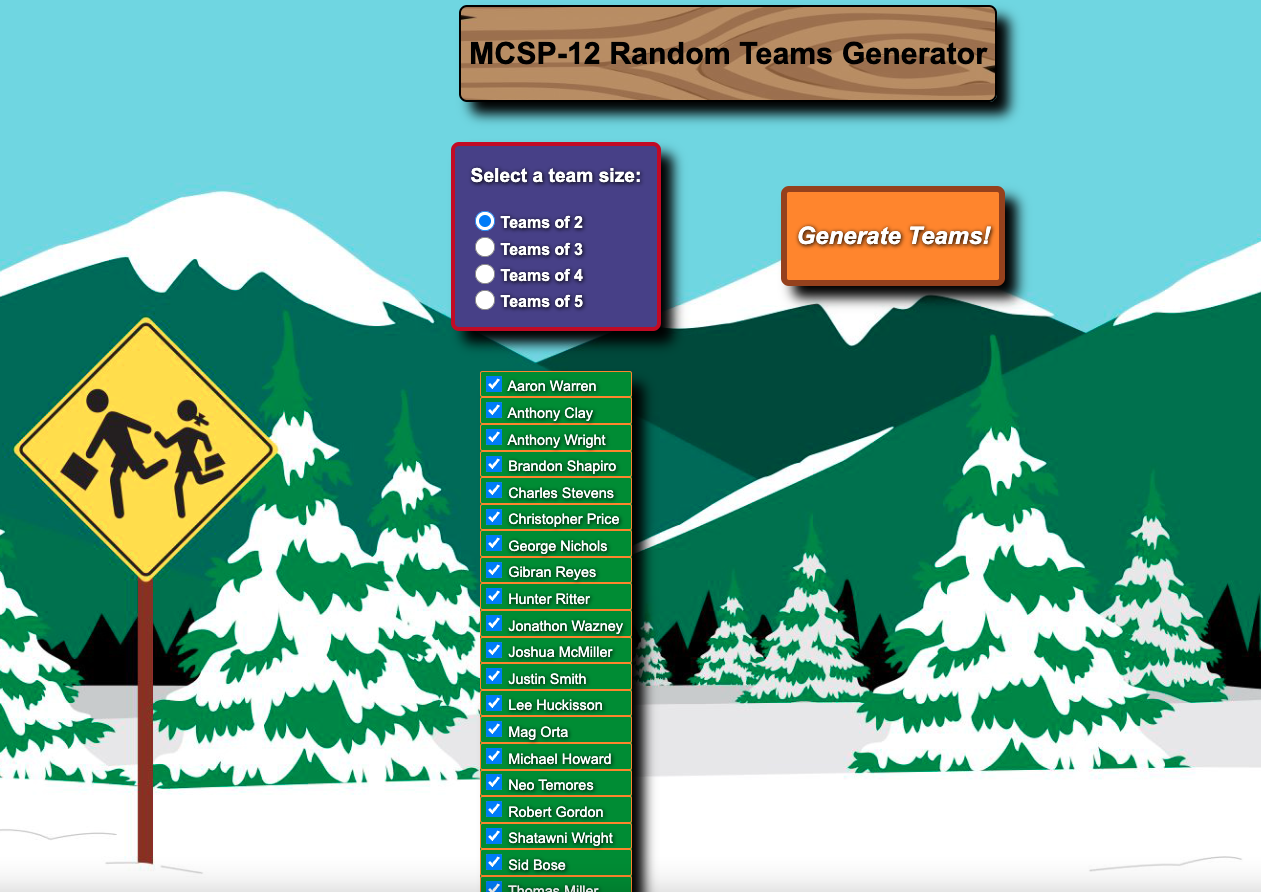 MCSP-12 Random Teams Generator
Select a team size:
Teams of 2
Teams of 3
Teams of 4
Teams of 5
Generate Teams!
Aaron Warren
Anthony Clay
Anthony Wright
Brandon Shapiro
Charles Stevens
Christopher Price
George Nichols
Gibran Reyes
Hunter Ritter
Jonathon Wazney
Joshua McMiller
Justin Smith
Lee Huckisson
Mag Orta
Michael Howard
Neo Temores
Robert Gordon
Shatawni Wright
Sid Bose
Thomas Miller